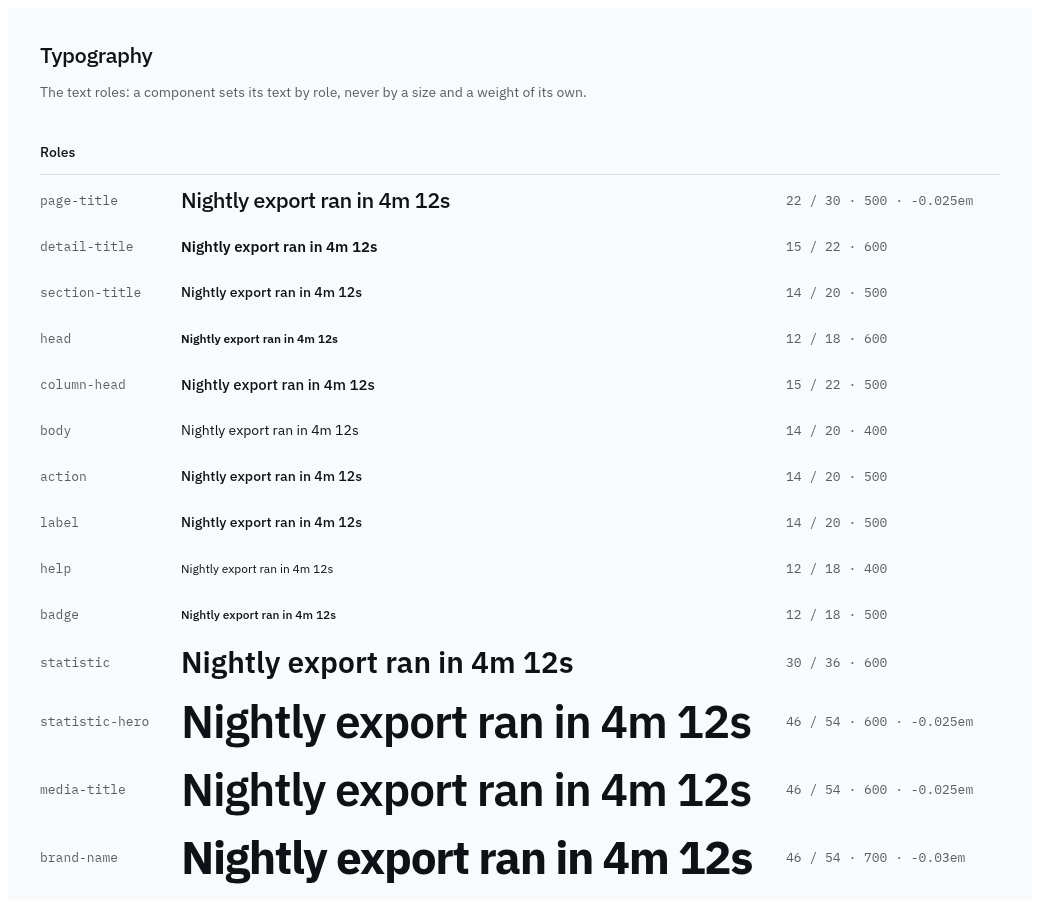 Typography
The text roles: a component sets its text by role, never by a size and a weight of its own.
Roles
page-title Nightly export ran in 4m 12s 22 / 30 · 500 · -0.025em
detail-title Nightly export ran in 4m 12s 15 / 22 · 600
section-title Nightly export ran in 4m 12s 14 / 20 · 500
head Nightly export ran in 4m 12s 12 / 18 · 600
column-head Nightly export ran in 4m 12s 15 / 22 · 500
body Nightly export ran in 4m 12s 14 / 20 · 400
action Nightly export ran in 4m 12s 14 / 20 · 500
label Nightly export ran in 4m 12s 14 / 20 · 500
help Nightly export ran in 4m 12s 12 / 18 · 400
badge Nightly export ran in 4m 12s 12 / 18 · 500
statistic Nightly export ran in 4m 12s 30 / 36 · 600
statistic-hero Nightly export ran in 4m 12s 46 / 54 · 600 · -0.025em
media-title Nightly export ran in 4m 12s 46 / 54 · 600 · -0.025em
brand-name Nightly export ran in 4m 12s 46 / 54 · 700 · -0.03em